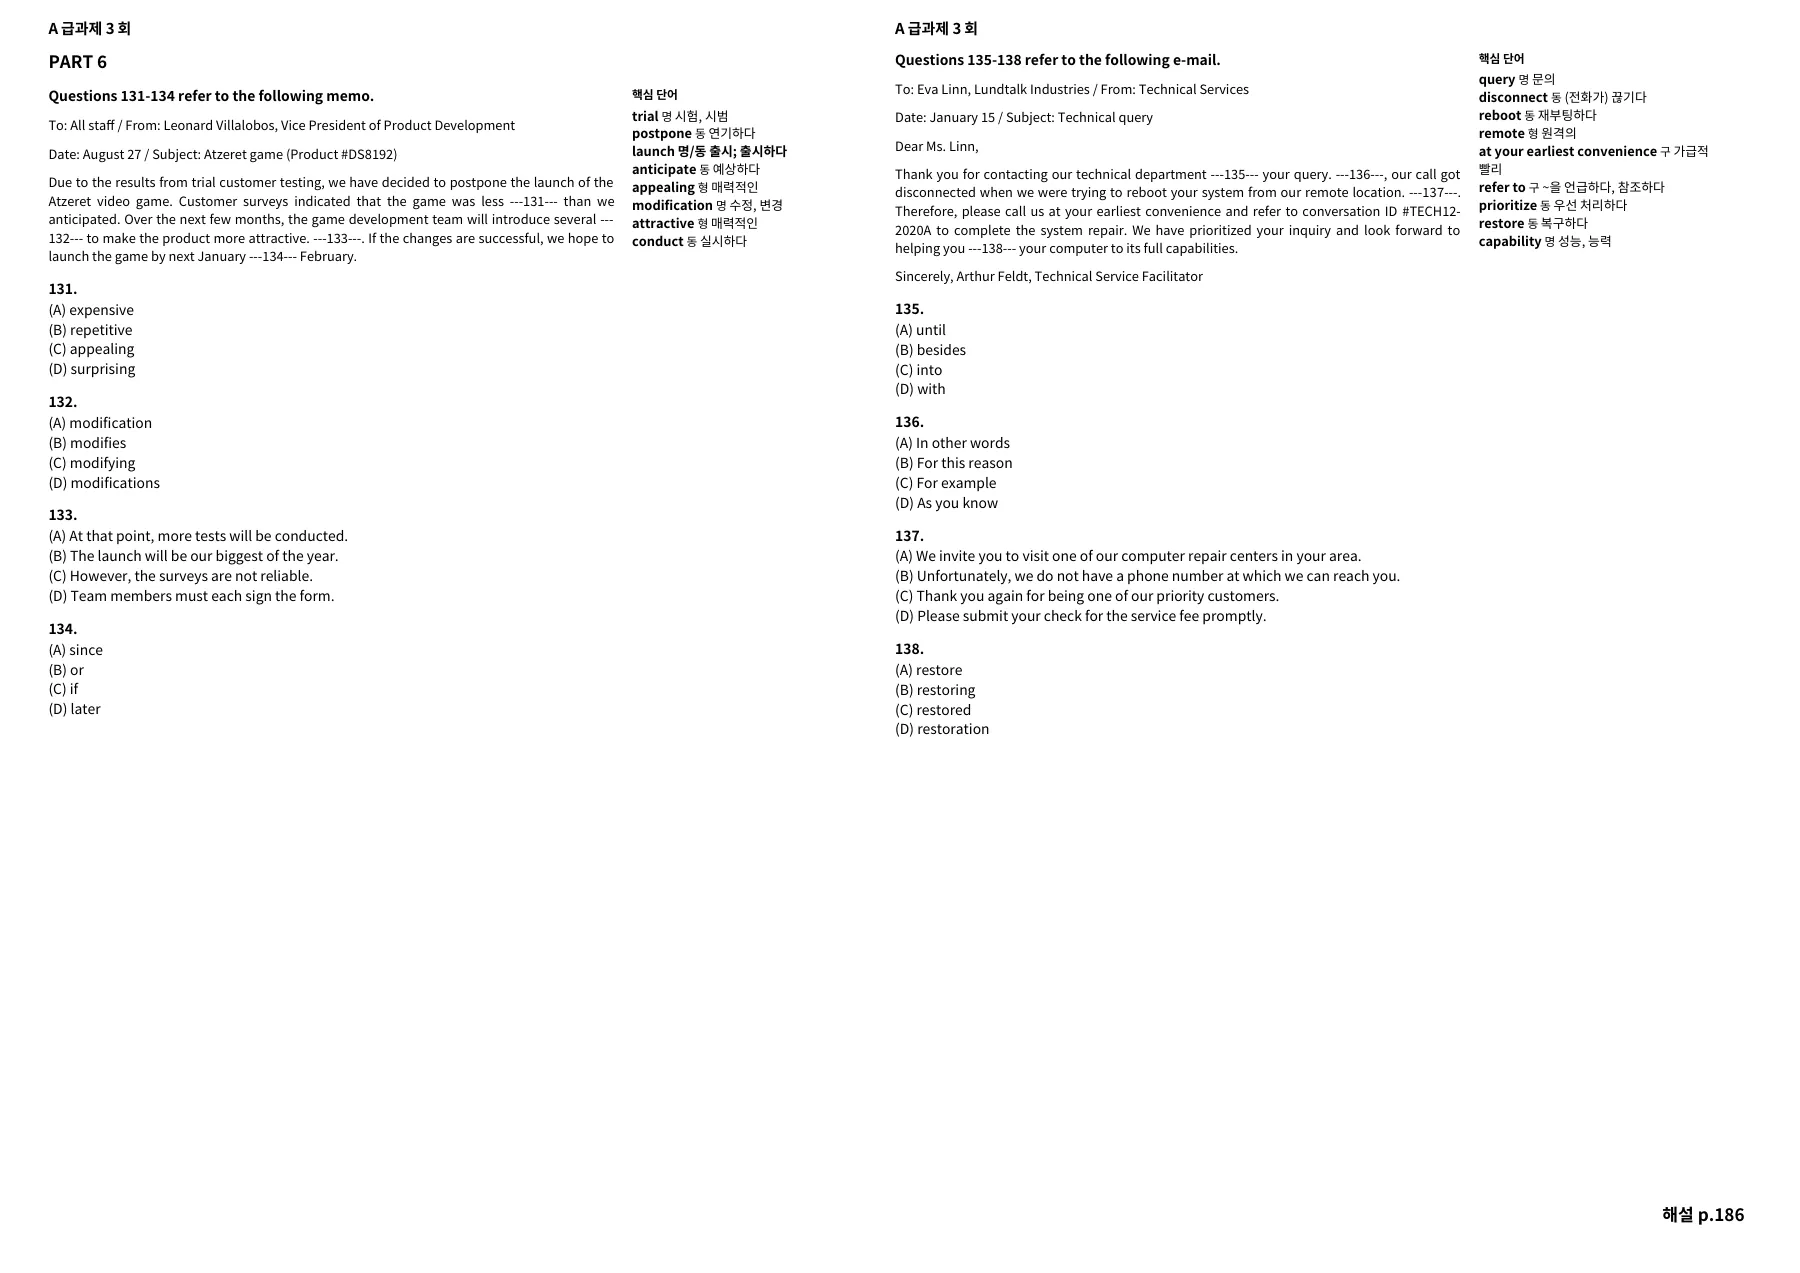 A 급과제 3 회
PART 6
Questions 131-134 refer to the following memo.
To: All staff / From: Leonard Villalobos, Vice President of Product Development
Date: August 27 / Subject: Atzeret game (Product #DS8192)
Due to the results from trial customer testing, we have decided to postpone the launch of the
Atzeret video game. Customer surveys indicated that the game was less ---131--- than we
anticipated. Over the next few months, the game development team will introduce several ---
132--- to make the product more attractive. ---133---. If the changes are successful, we hope to
launch the game by next January ---134--- February.
핵심 단어
trial 명 시험, 시범
postpone 동 연기하다
launch 명/동 출시; 출시하다
anticipate 동 예상하다
appealing 형 매력적인
modification 명 수정, 변경
attractive 형 매력적인
conduct 동 실시하다
131.
(A) expensive
(B) repetitive
(C) appealing
(D) surprising
132.
(A) modification
(B) modifies
(C) modifying
(D) modifications
133.
(A) At that point, more tests will be conducted.
(B) The launch will be our biggest of the year.
(C) However, the surveys are not reliable.
(D) Team members must each sign the form.
134.
(A) since
(B) or
(C) if
(D) later
A 급과제 3 회
Questions 135-138 refer to the following e-mail.
To: Eva Linn, Lundtalk Industries / From: Technical Services
Date: January 15 / Subject: Technical query
Dear Ms. Linn,
Thank you for contacting our technical department ---135--- your query. ---136---, our call got
disconnected when we were trying to reboot your system from our remote location. ---137---.
Therefore, please call us at your earliest convenience and refer to conversation ID #TECH12-
2020A to complete the system repair. We have prioritized your inquiry and look forward to
helping you ---138--- your computer to its full capabilities.
Sincerely, Arthur Feldt, Technical Service Facilitator
핵심 단어
query 명 문의
disconnect 동 (전화가) 끊기다
reboot 동 재부팅하다
remote 형 원격의
at your earliest convenience 구 가급적
빨리
refer to 구 ~을 언급하다, 참조하다
prioritize 동 우선 처리하다
restore 동 복구하다
capability 명 성능, 능력
135.
(A) until
(B) besides
(C) into
(D) with
136.
(A) In other words
(B) For this reason
(C) For example
(D) As you know
137.
(A) We invite you to visit one of our computer repair centers in your area.
(B) Unfortunately, we do not have a phone number at which we can reach you.
(C) Thank you again for being one of our priority customers.
(D) Please submit your check for the service fee promptly.
138.
(A) restore
(B) restoring
(C) restored
(D) restoration
해설 p.186